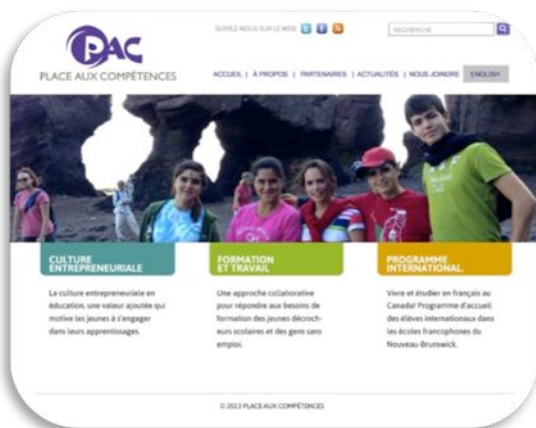 SUIVEZ-NOUS SUR LE WEB
RECHERCHE
PAC
PLACE AUX COMPÉTENCES
ACCUEIL | À PROPOS | PARTENAIRES | ACTUALITÉS | NOUS JOINDRE
ENGLISH
CULTURE
ENTREPRENEURIALE
La culture entrepreneuriale en
éducation, une valeur ajoutée qui
motive les jeunes à s'engager
dans leurs apprentissages.
FORMATION
ET TRAVAIL
Une approche collaborative
pour répondre aux besoins de
formation des jeunes décroch-
eurs scolaires et des gens sans
emploi.
PROGRAMME
INTERNATIONAL
Vivre et étudier en français au
Canada! Programme d'accueil
des élèves internationaux dans
les écoles francophones du
Nouveau-Brunswick.
© 2013 PLACE AUX COMPÉTENCES